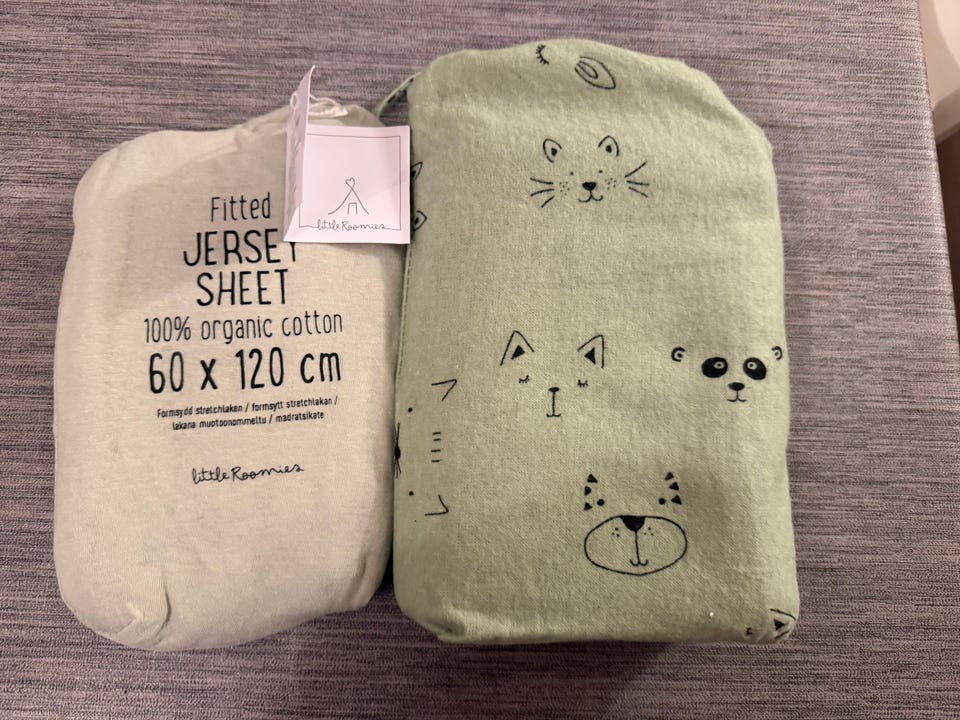 Fitted
JERSEY
SHEET
100% organic cotton
60 x 120 cm
Formsydd stretchlaken / formsytt stretchlakan /
lakana muotoonommeltu / madratsikate
little Roomies
little Roomies